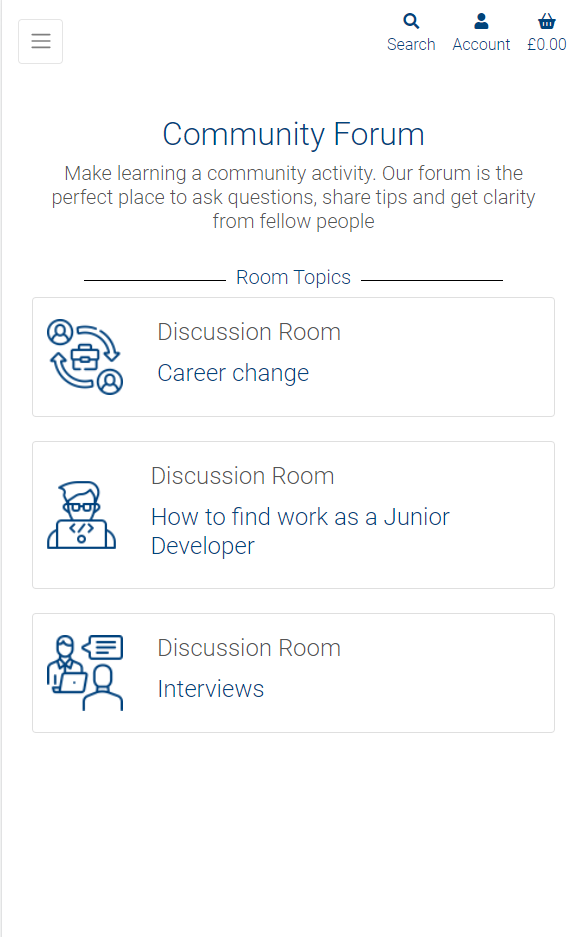 Search
Account
£0.00
Community Forum
Make learning a community activity. Our forum is the
perfect place to ask questions, share tips and get clarity
from fellow people
Room Topics
Discussion Room
Career change
Discussion Room
How to find work as a Junior
Developer
Discussion Room
Interviews